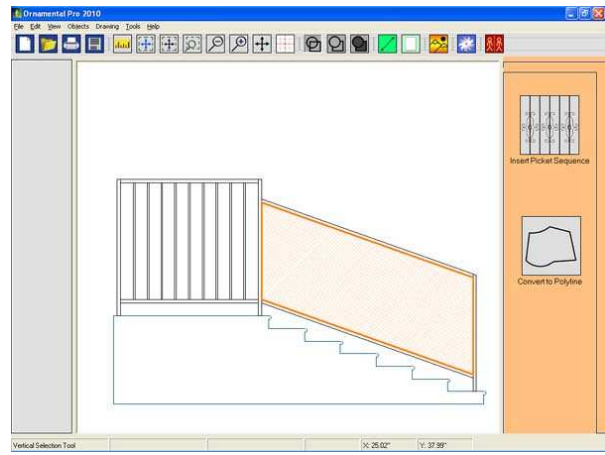 Ornamental Pro 2010
File Edit View Objects Drawing Tools Help
Insert Picket Sequence
Convert to Polyline
Vertical Selection Tool X: 25.02" Y: 37.99"